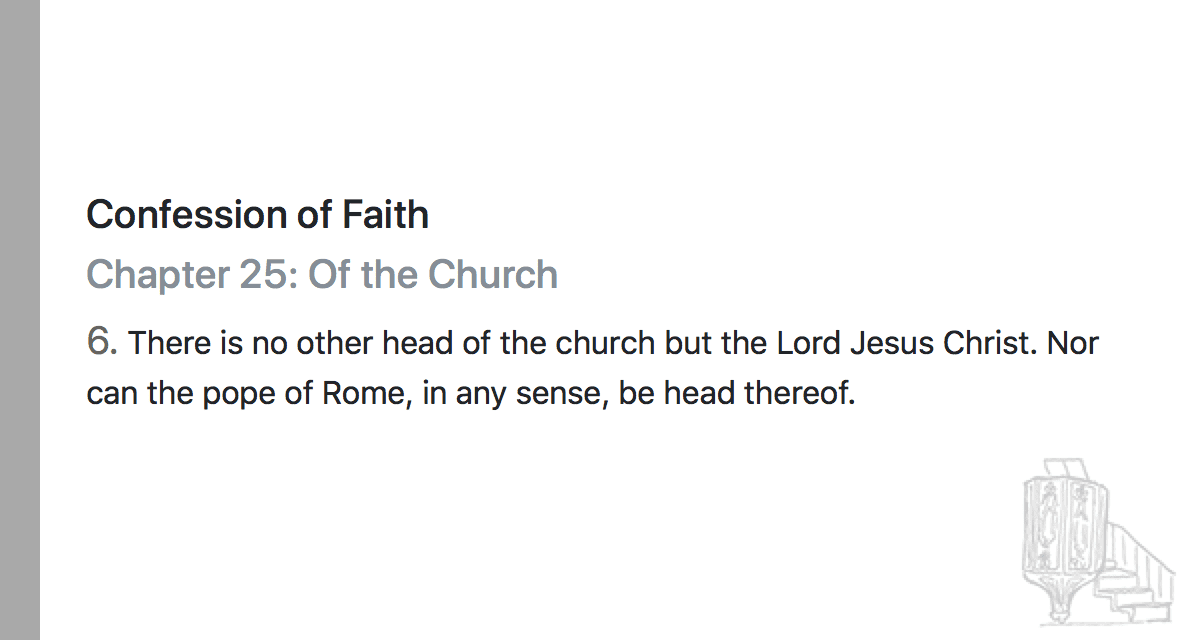 Confession of Faith
Chapter 25: Of the Church
6. There is no other head of the church but the Lord Jesus Christ. Nor
can the pope of Rome, in any sense, be head thereof.